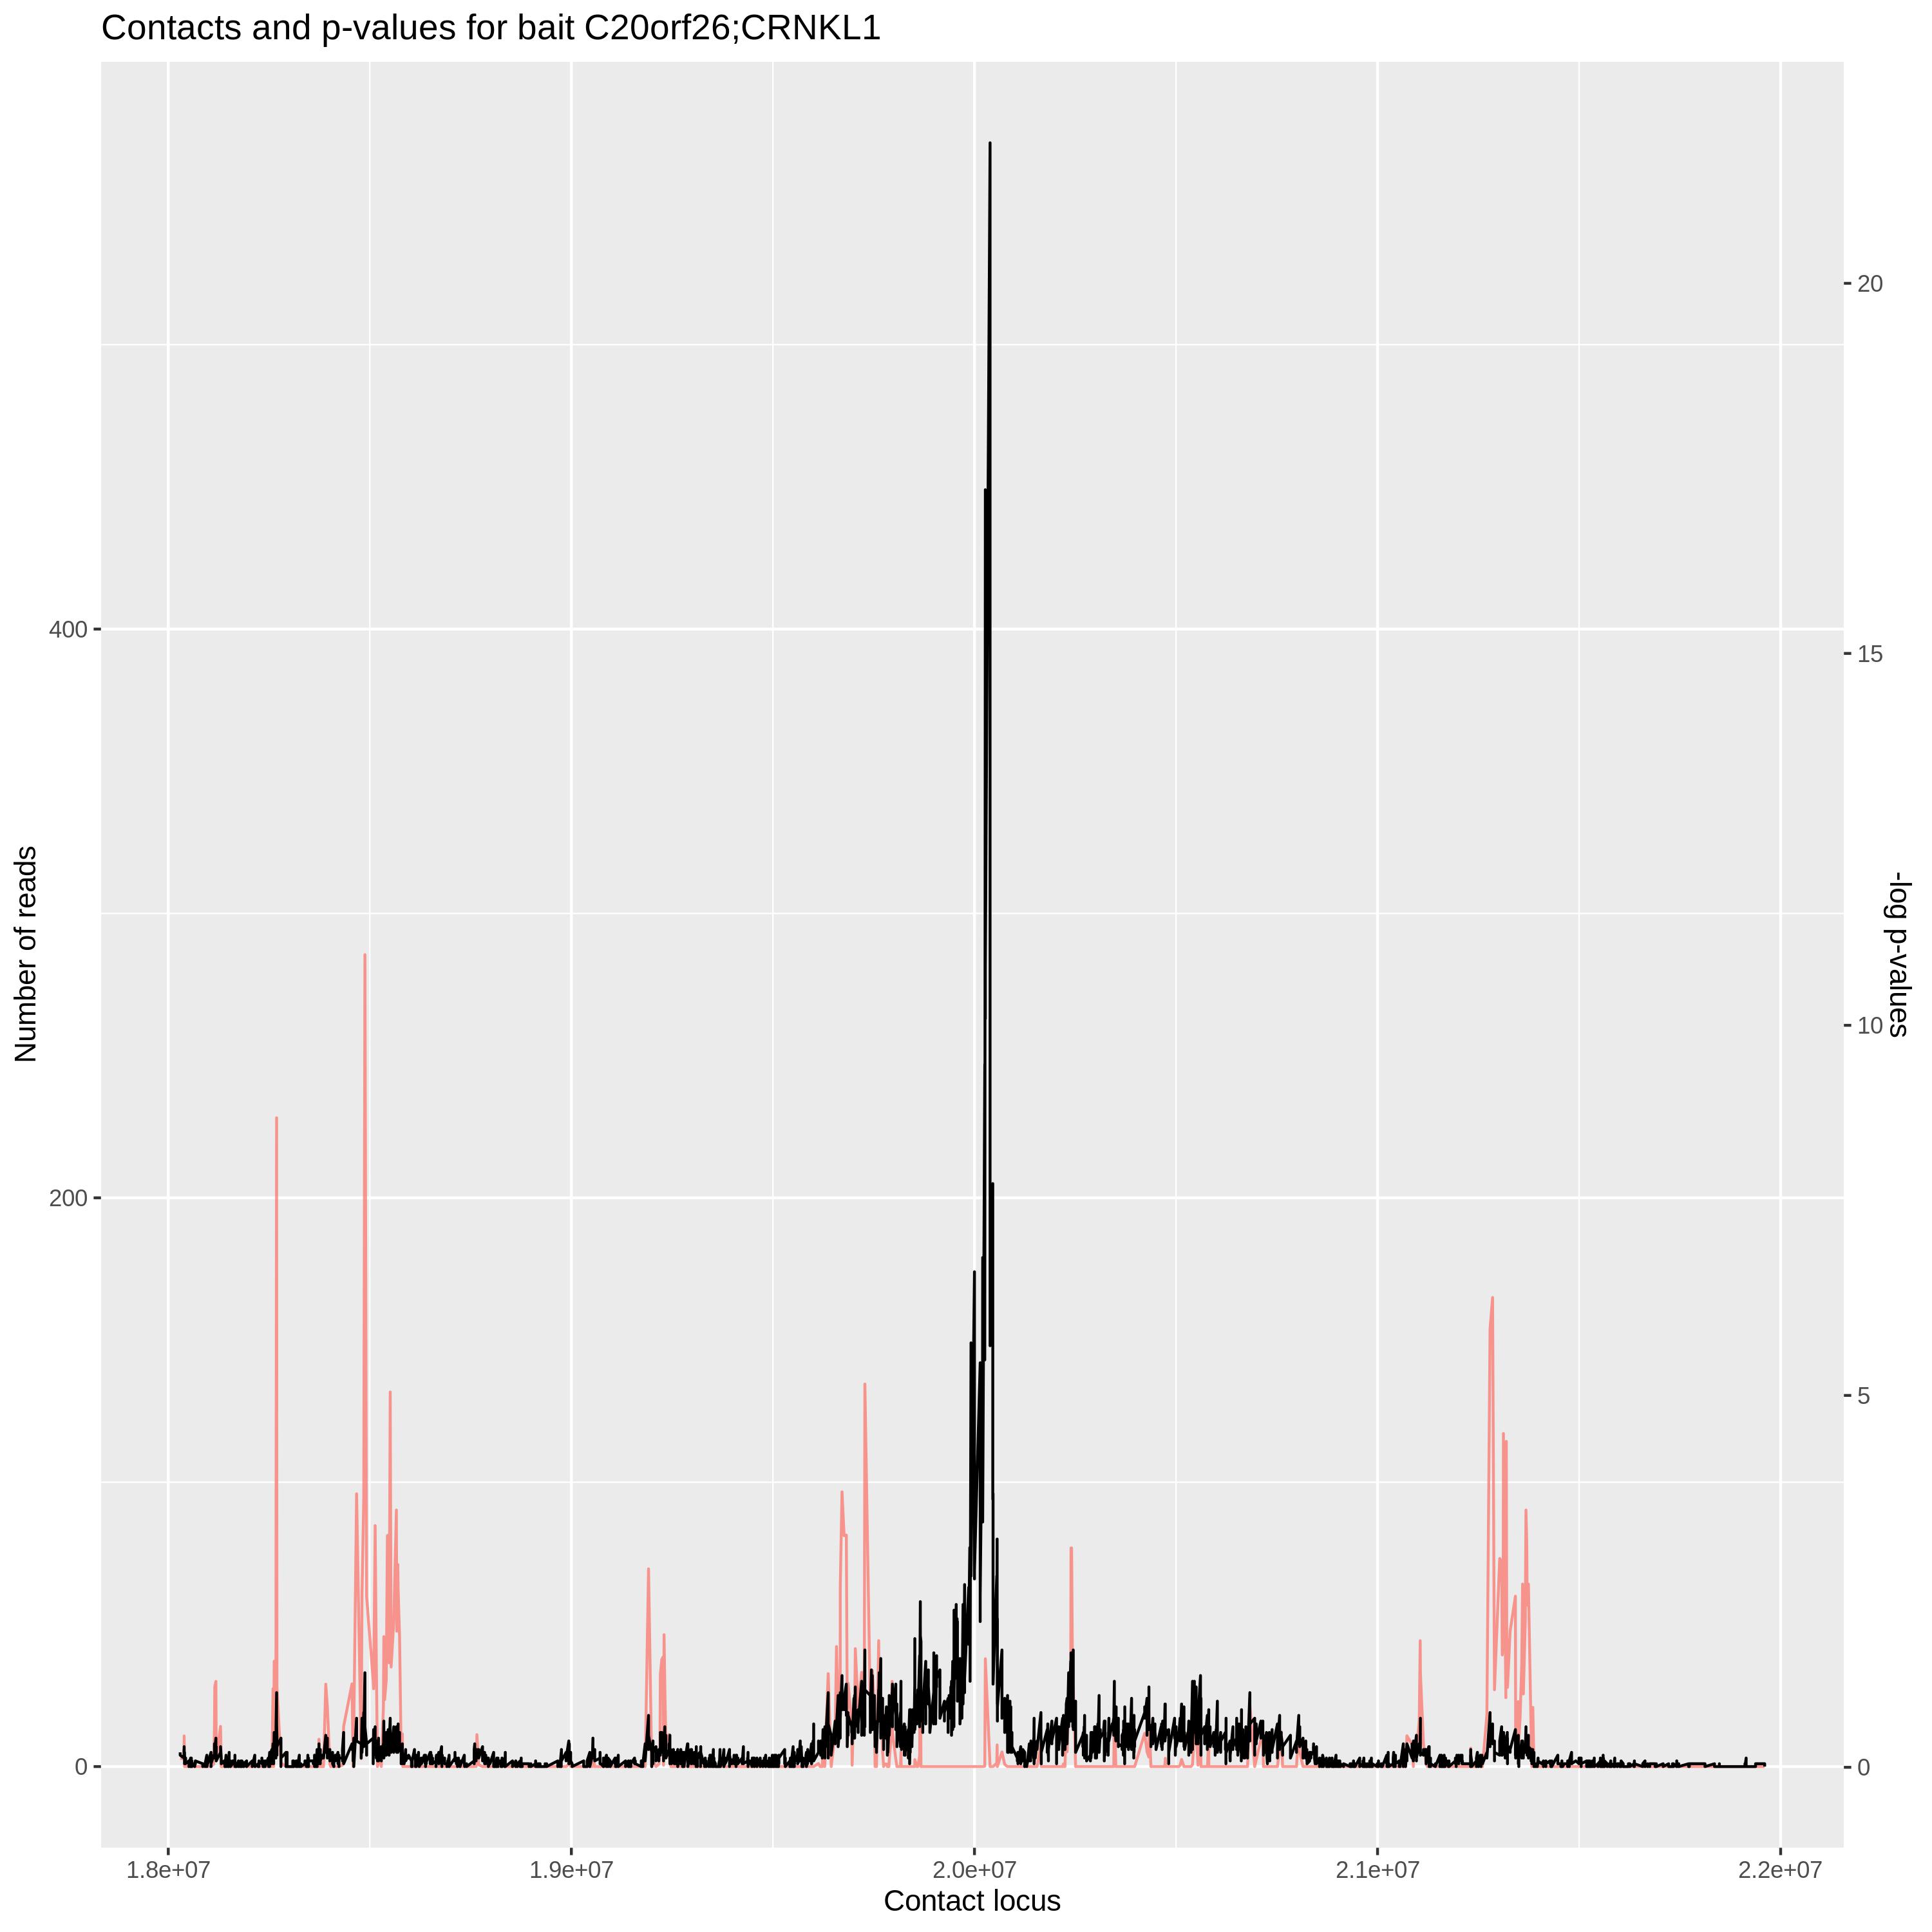 Contacts and p-values for bait C20orf26;CRNKL1
Number of reads
400
200
0
20
15
10
5
0
-log p-values
1.8e+07
1.9e+07
2.0e+07
2.1e+07
2.2e+07
Contact locus